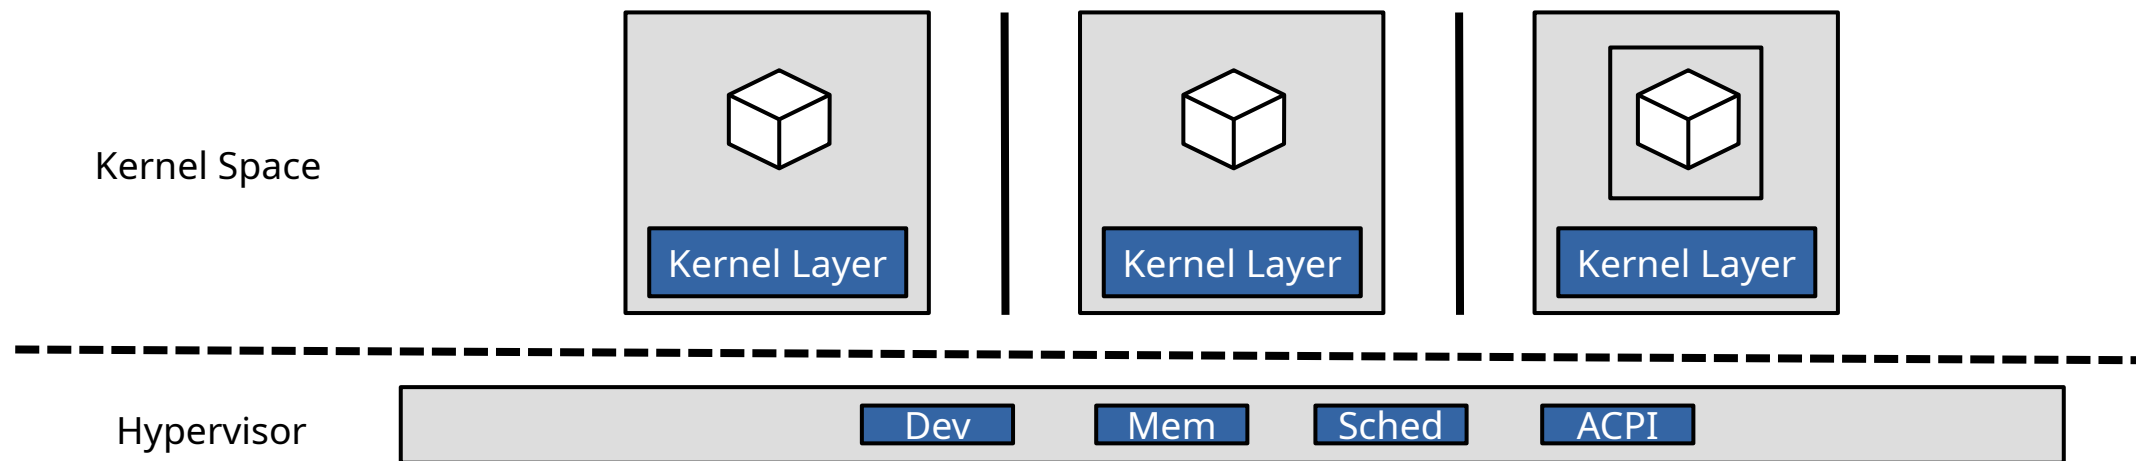 Kernel Space
Kernel Layer
Kernel Layer
Kernel Layer
Hypervisor
Dev
Mem
Sched
ACPI